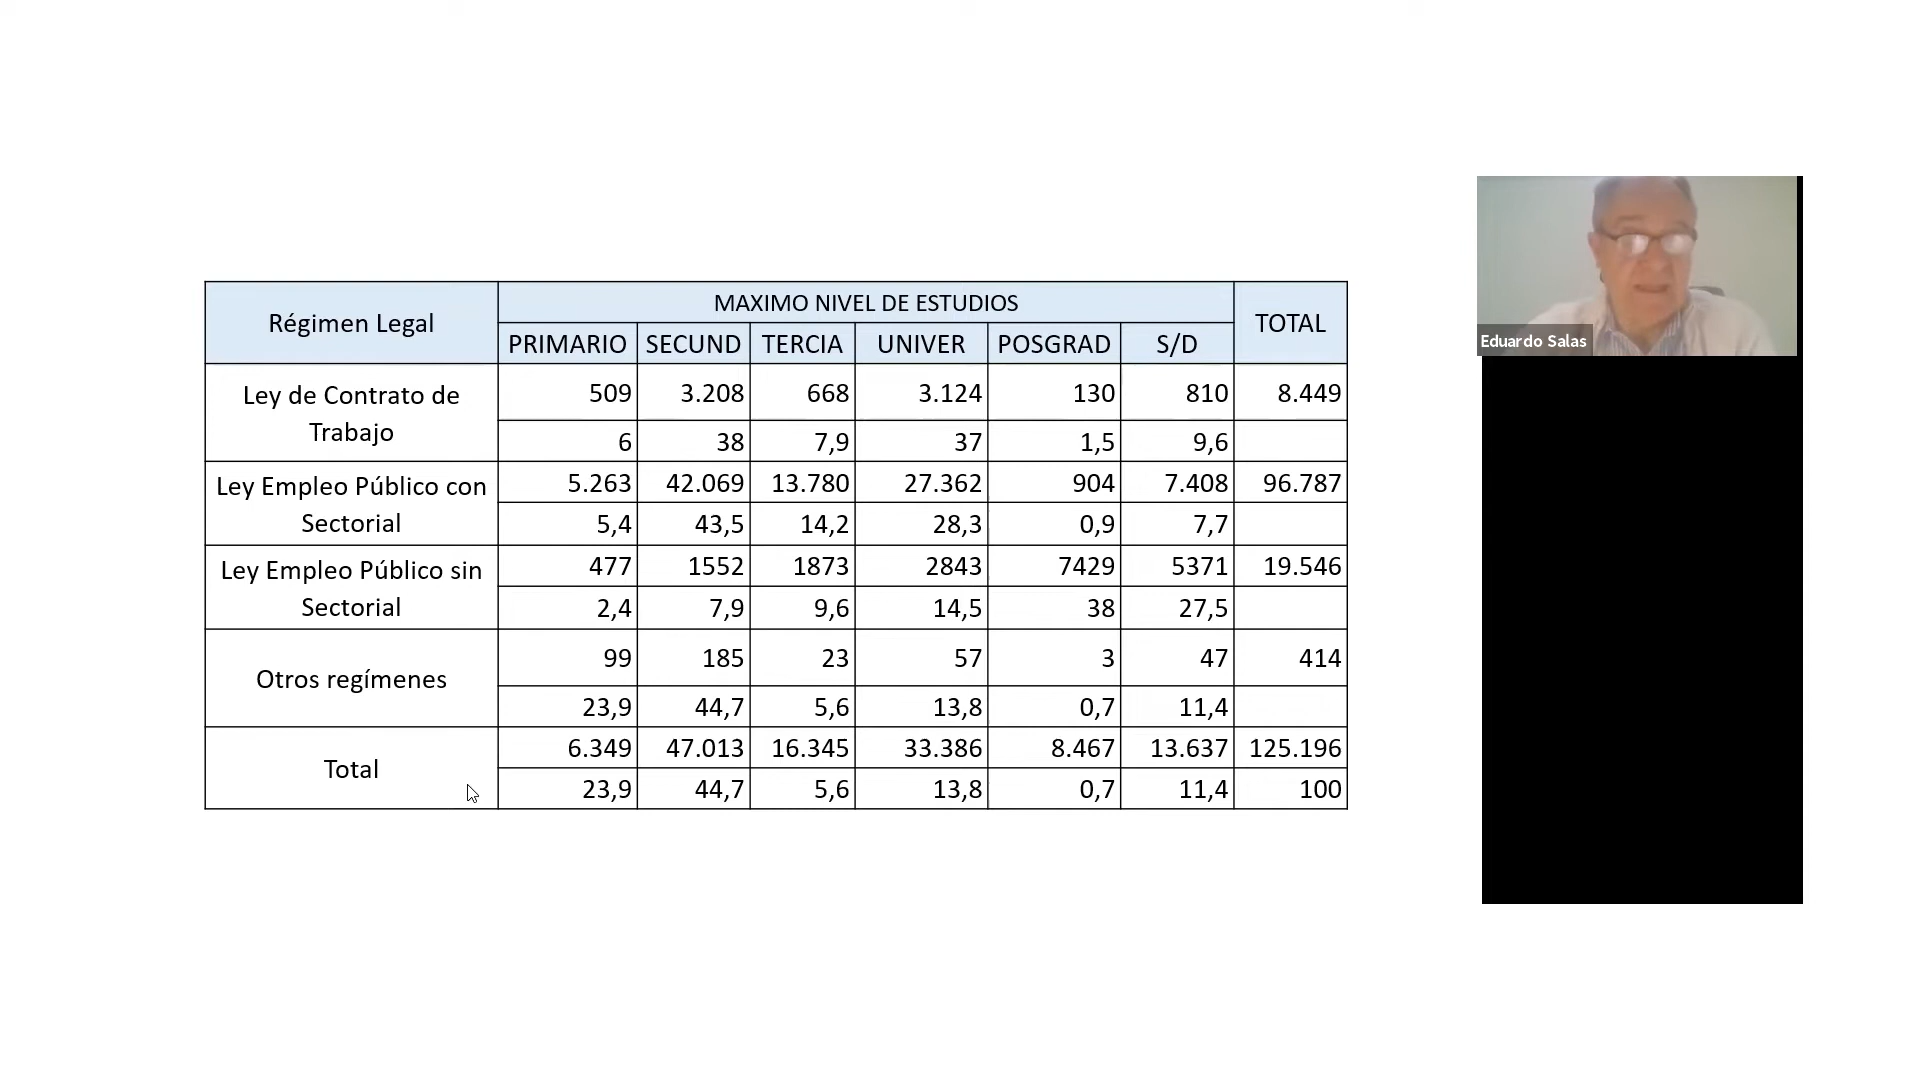 Régimen Legal MAXIMO NIVEL DE ESTUDIOS TOTAL
PRIMARIO SECUND TERCIA UNIVER POSGRAD S/D
Ley de Contrato de
Trabajo
509 3.208 668 3.124 130 810 8.449
6 38 7,9 37 1,5 9,6
Ley Empleo Público con
Sectorial
5.263 42.069 13.780 27.362 904 7.408 96.787
5,4 43,5 14,2 28,3 0,9 7,7
Ley Empleo Público sin
Sectorial
477 1552 1873 2843 7429 5371 19.546
2,4 7,9 9,6 14,5 38 27,5
Otros regímenes
99 185 23 57 3 47 414
23,9 44,7 5,6 13,8 0,7 11,4
Total
6.349 47.013 16.345 33.386 8.467 13.637 125.196
23,9 44,7 5,6 13,8 0,7 11,4 100
Eduardo Salas